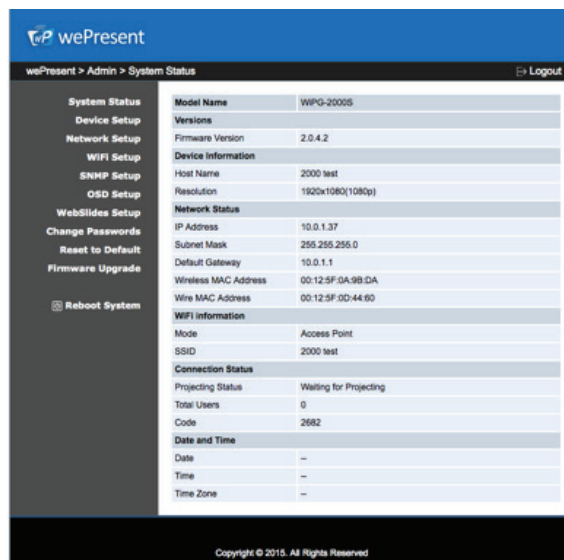 wePresent
wePresent > Admin > System Status
Logout
System Status
Device Setup
Network Setup
WiFi Setup
SNMP Setup
OSD Setup
WebSlides Setup
Change Passwords
Reset to Default
Firmware Upgrade
Reboot System
Model Name WiPG-2000S
Versions
Firmware Version 2.0.4.2
Device Information
Host Name 2000 test
Resolution 1920x1080(1080p)
Network Status
IP Address 10.0.1.37
Subnet Mask 255.255.255.0
Default Gateway 10.0.1.1
Wireless MAC Address 00:12:5F:0A:9B:DA
Wire MAC Address 00:12:5F:0D:44:60
WiFi information
Mode Access Point
SSID 2000 test
Connection Status
Projecting Status Waiting for Projecting
Total Users 0
Code 2682
Date and Time
Date --
Time --
Time Zone --
Copyright © 2015. All Rights Reserved